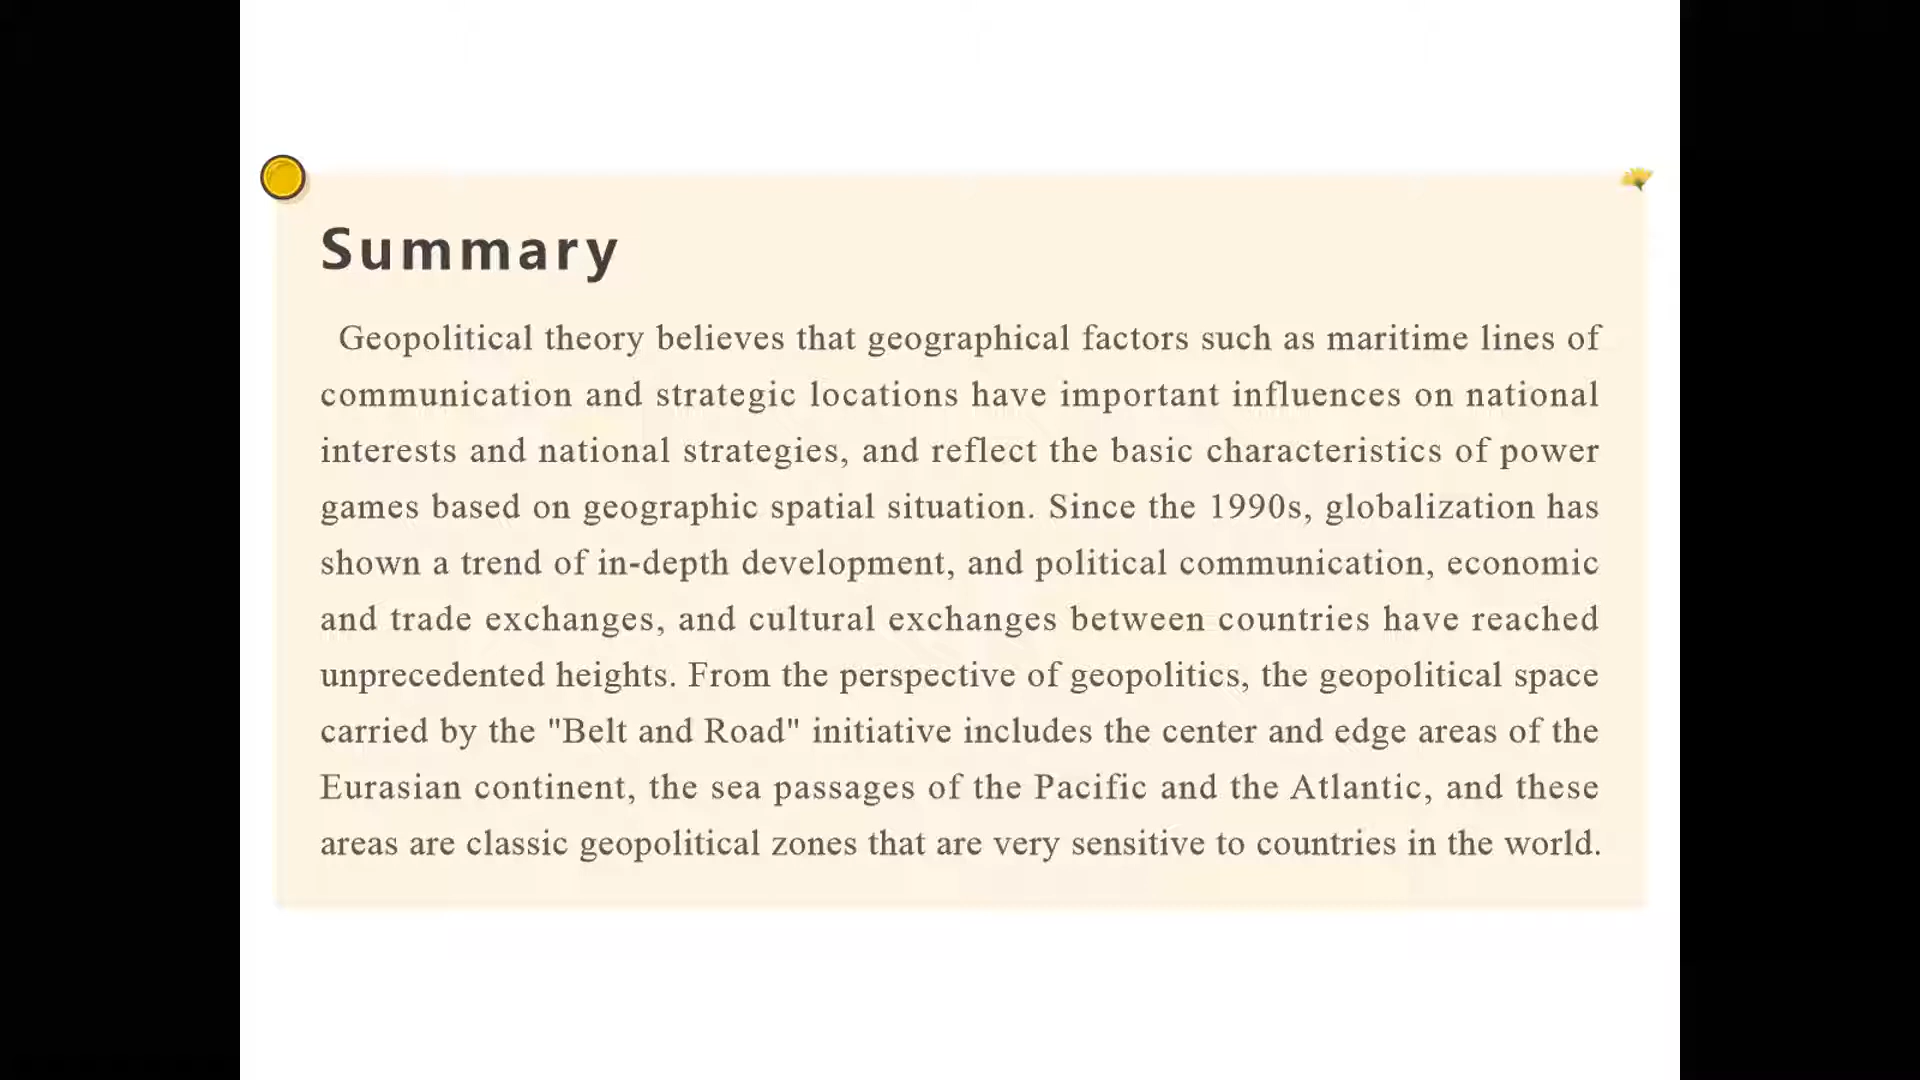 Summary
Geopolitical theory believes that geographical factors such as maritime lines of
communication and strategic locations have important influences on national
interests and national strategies, and reflect the basic characteristics of power
games based on geographic spatial situation. Since the 1990s, globalization has
shown a trend of in-depth development, and political communication, economic
and trade exchanges, and cultural exchanges between countries have reached
unprecedented heights. From the perspective of geopolitics, the geopolitical space
carried by the "Belt and Road" initiative includes the center and edge areas of the
Eurasian continent, the sea passages of the Pacific and the Atlantic, and these
areas are classic geopolitical zones that are very sensitive to countries in the world.